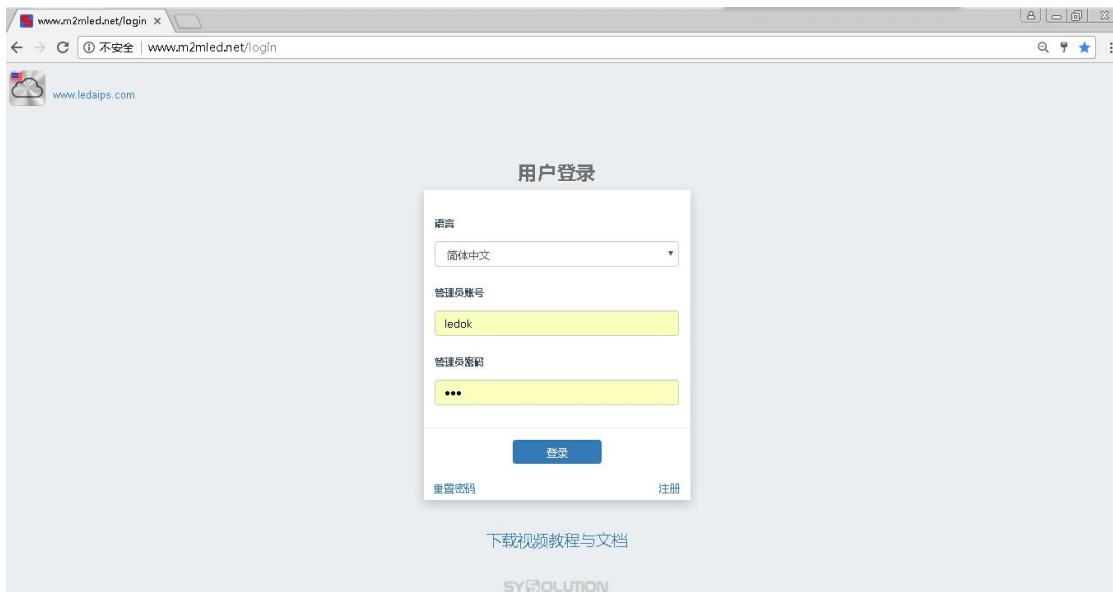 www.m2mled.net/login
不安全 www.m2mled.net/login
www.ledaips.com
用户登录
语言
简体中文
管理员账号
ledok
管理员密码
•••
登录
重置密码 注册
下载视频教程与文档
SYSOLUTION